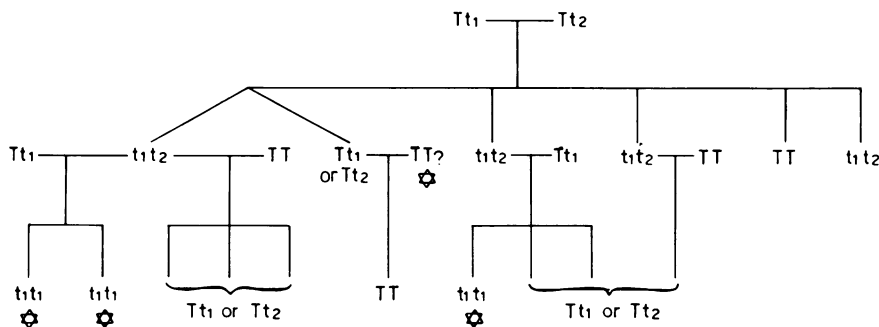 Tt₁ Tt₂
Tt₁ t₁t₂ TT Tt₁ TT? t₁t₂ Tt₁ t₁t₂ TT TT t₁t₂
or Tt₂
t₁t₁ t₁t₁ Tt₁ or Tt₂ TT t₁t₁ Tt₁ or Tt₂